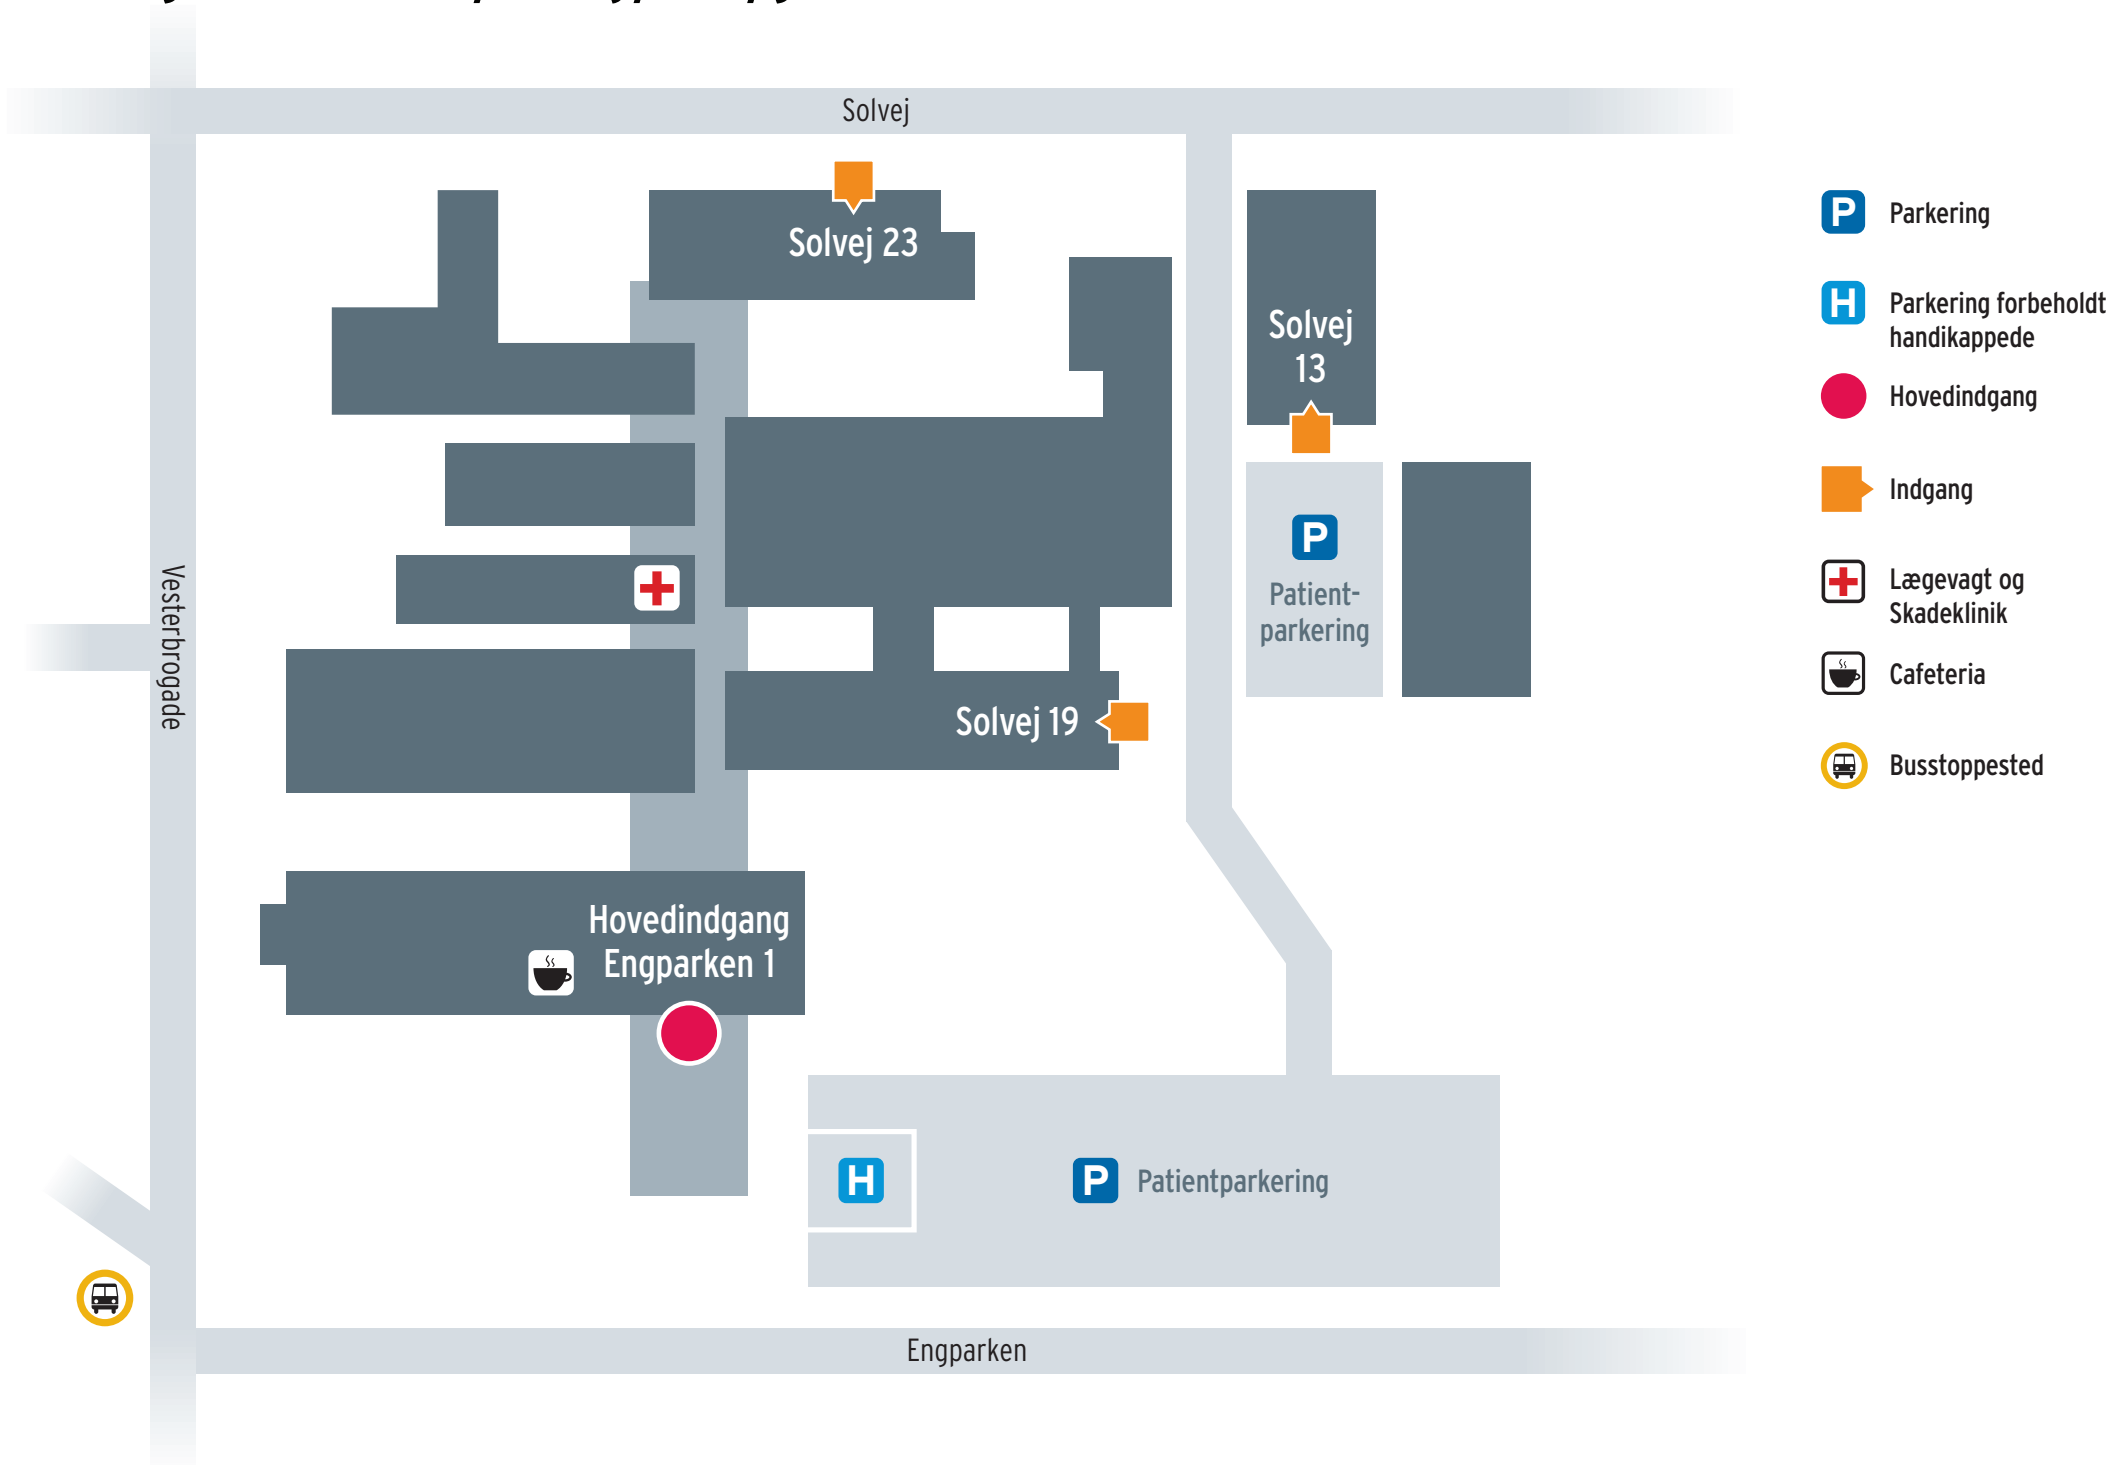 Solvej
Solvej 23
Solvej
13
P
Patient-
parkering
Vesterbrogade
Solvej 19
Hovedindgang
Engparken 1
H
P Patientparkering
Engparken
P Parkering
H Parkering forbeholdt
handikappede
Hovedindgang
Indgang
Lægevagt og
Skadeklinik
Cafeteria
Busstoppested